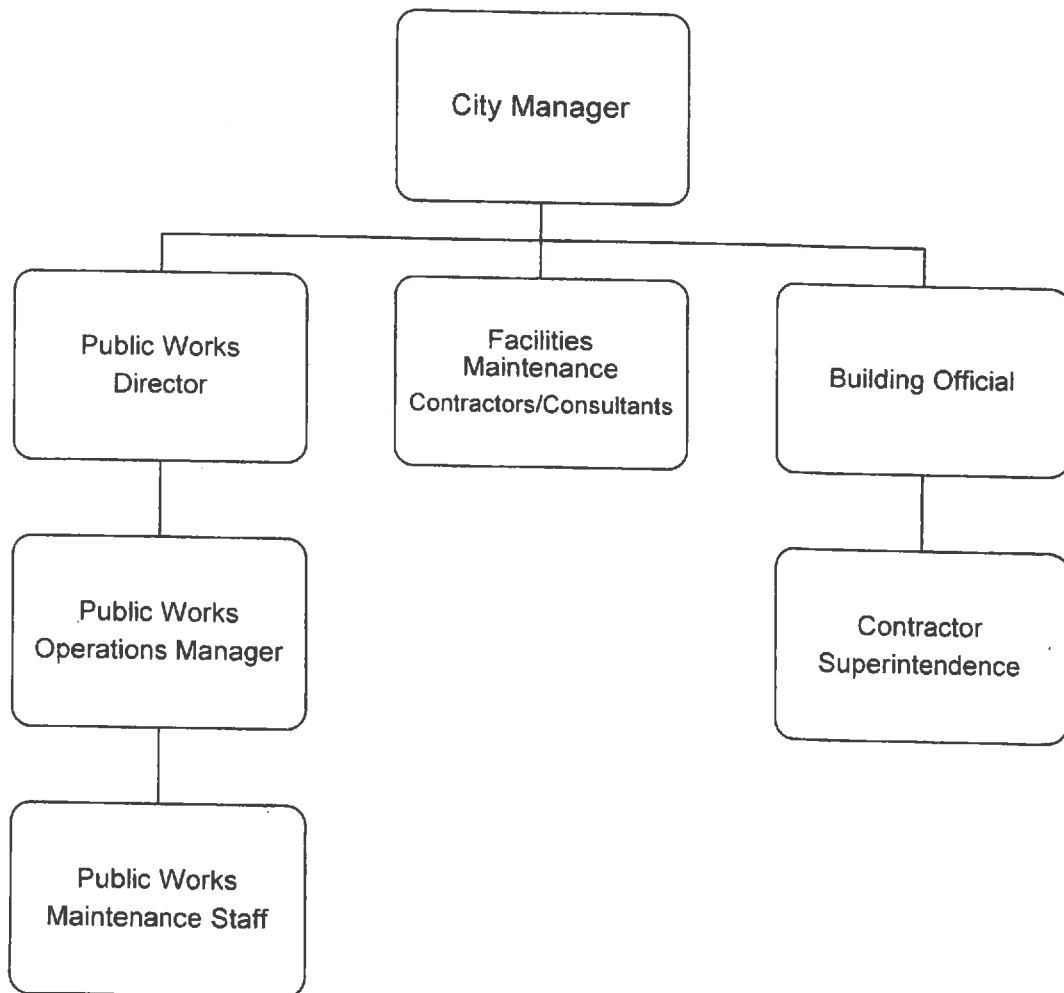 City Manager
Public Works
Director
Facilities
Maintenance
Contractors/Consultants
Building Official
Public Works
Operations Manager
Contractor
Superintendence
Public Works
Maintenance Staff